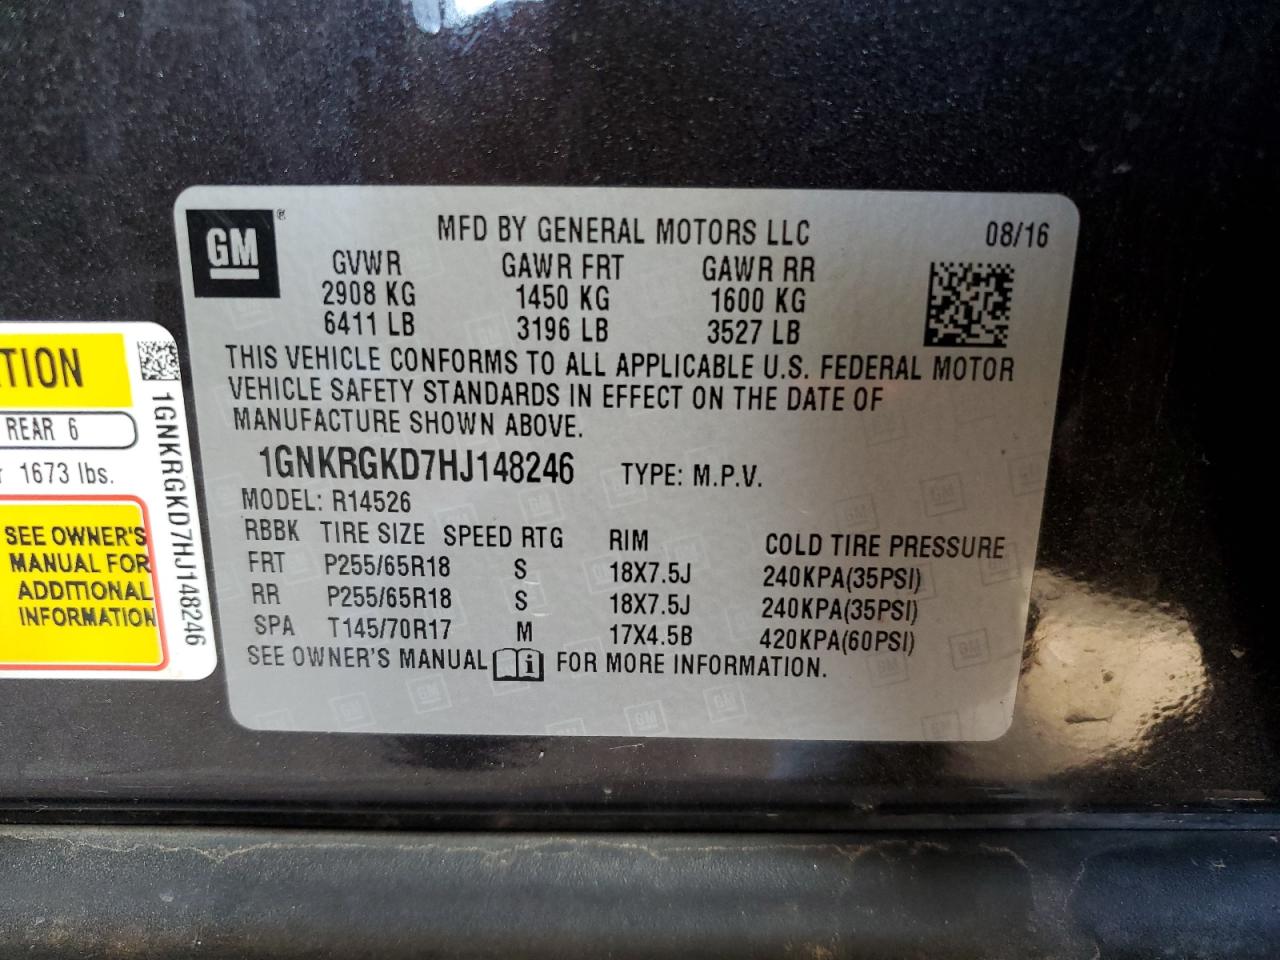 GM ®
MFD BY GENERAL MOTORS LLC 08/16
GVWR GAWR FRT GAWR RR
2908 KG 1450 KG 1600 KG
6411 LB 3196 LB 3527 LB
THIS VEHICLE CONFORMS TO ALL APPLICABLE U.S. FEDERAL MOTOR
VEHICLE SAFETY STANDARDS IN EFFECT ON THE DATE OF
MANUFACTURE SHOWN ABOVE.
1GNKRGKD7HJ148246 TYPE: M.P.V.
MODEL: R14526
RBBK TIRE SIZE SPEED RTG RIM COLD TIRE PRESSURE
FRT P255/65R18 S 18X7.5J 240KPA(35PSI)
RR P255/65R18 S 18X7.5J 240KPA(35PSI)
SPA T145/70R17 M 17X4.5B 420KPA(60PSI)
SEE OWNER'S MANUAL i FOR MORE INFORMATION.
TION
REAR 6
r 1673 lbs.
SEE OWNER'S
MANUAL FOR
ADDITIONAL
INFORMATION
1GNKRGKD7HJ148246